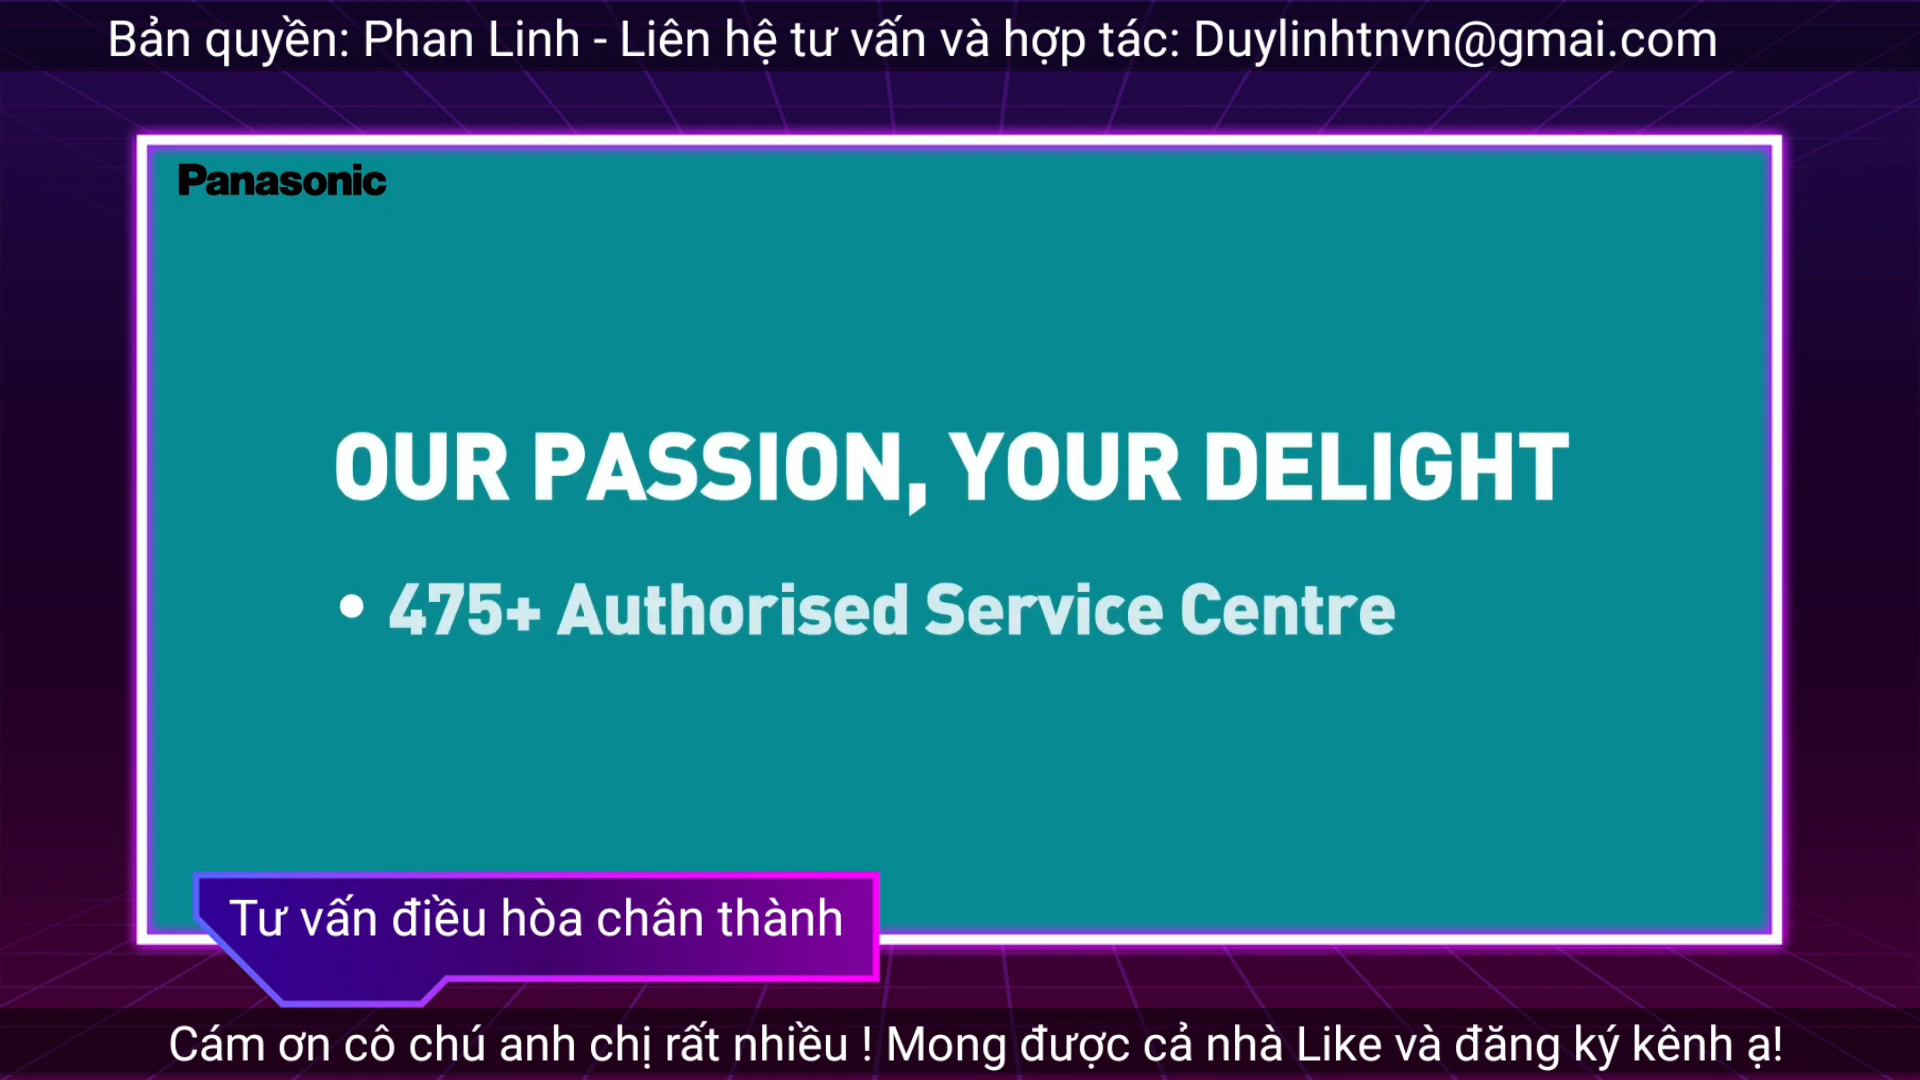 Bản quyền: Phan Linh - Liên hệ tư vấn và hợp tác: Duylinhtnvn@gmai.com
Panasonic
OUR PASSION, YOUR DELIGHT
• 475+ Authorised Service Centre
Tư vấn điều hòa chân thành
Cám ơn cô chú anh chị rất nhiều ! Mong được cả nhà Like và đăng ký kênh ạ!